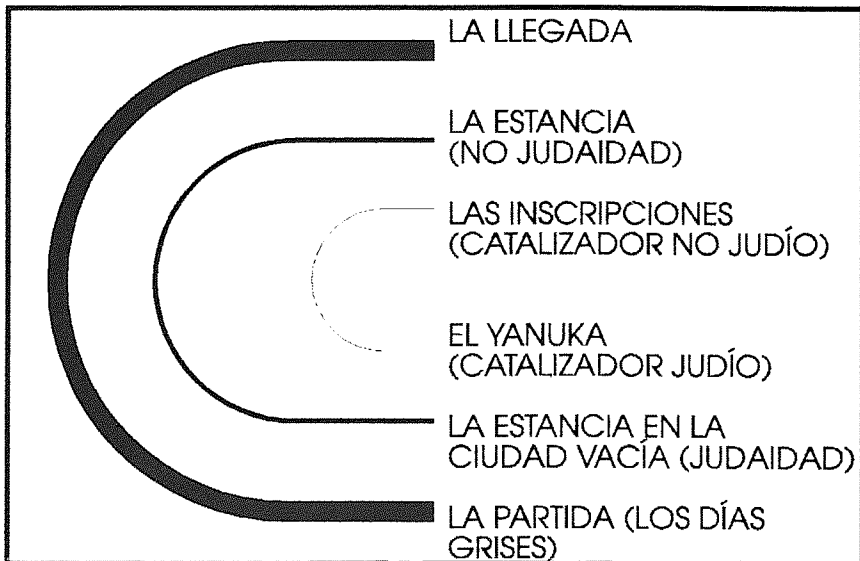 LA LLEGADA
LA ESTANCIA
(NO JUDAIDAD)
LAS INSCRIPCIONES
(CATALIZADOR NO JUDÍO)
EL YANUKA
(CATALIZADOR JUDÍO)
LA ESTANCIA EN LA
CIUDAD VACÍA (JUDAIDAD)
LA PARTIDA (LOS DÍAS
GRISES)